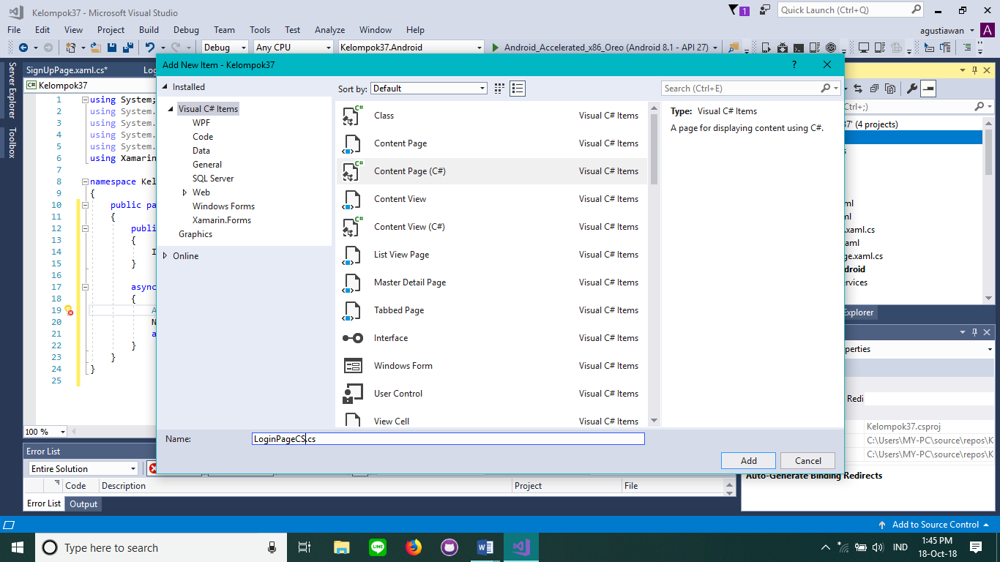 Kelompok37 - Microsoft Visual Studio
1
Quick Launch (Ctrl+Q)
File Edit View Project Build Debug Team Tools Test Analyze Window Help
agustiawan A
Debug Any CPU Kelompok37.Android Android_Accelerated_x86_Oreo (Android 8.1 - API 27)
Server Explorer
Toolbox
SignUpPage.xaml.cs*
C# Kelompok37
1 using System;
2 using System.
3 using System.
4 using System.
5 using System.
6 using Xamarin
7
8 namespace Kel
9 {
10 public pa
11 {
12 public
13 {
14 I
15 }
16
17 async
18 {
19 A
20 N
21 a
22 }
23 }
24 }
25
100 %
Add New Item - Kelompok37
?
Installed
Visual C# Items
WPF
Code
Data
General
SQL Server
Web
Windows Forms
Xamarin.Forms
Graphics
Online
Sort by: Default
Search (Ctrl+E)
Class Visual C# Items
Content Page Visual C# Items
Content Page (C#) Visual C# Items
Content View Visual C# Items
Content View (C#) Visual C# Items
List View Page Visual C# Items
Master Detail Page Visual C# Items
Tabbed Page Visual C# Items
Interface Visual C# Items
Windows Form Visual C# Items
User Control Visual C# Items
View Cell Visual C# Items
Type: Visual C# Items
A page for displaying content using C#.
Name: LoginPageCS.cs
Add Cancel
+;)
37' (4 projects)
.xaml.cs
ge.xaml.cs
Explorer
perties
Redi
Kelompok37.csproj
C:\Users\MY-PC\source\repos\K
C:\Users\MY-PC\source\repos\K
Auto-Generate Binding Redirects
Error List
Entire Solution
Code Description Project File
Error List Output
Add to Source Control
Type here to search
IND
1:45 PM
18-Oct-18